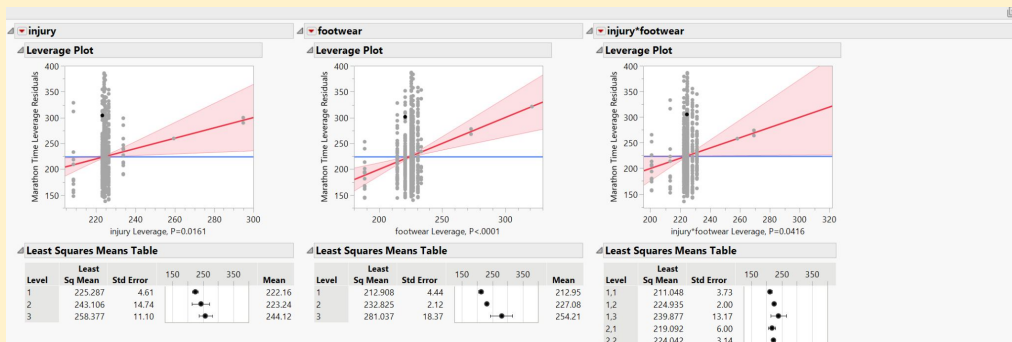 injury
footwear
injury*footwear
Leverage Plot
Leverage Plot
Leverage Plot
Marathon Time Leverage Residuals
400
350
300
250
200
150
220 240 260 280 300
injury Leverage, P=0.0161
Marathon Time Leverage Residuals
400
350
300
250
200
150
200 250 300
footwear Leverage, P<.0001
Marathon Time Leverage Residuals
400
350
300
250
200
150
200 220 240 260 280 300 320
injury*footwear Leverage, P=0.0416
Least Squares Means Table
Level Least Sq Mean Std Error 150 250 350 Mean
1 225.287 4.61 222.16
2 243.106 14.74 223.24
3 258.377 11.10 244.12
Least Squares Means Table
Level Least Sq Mean Std Error 150 250 350 Mean
1 212.908 4.44 212.95
2 232.825 2.12 227.08
3 281.037 18.37 254.21
Least Squares Means Table
Level Least Sq Mean Std Error 150 250 350
1,1 211.048 3.73
1,2 224.935 2.00
1,3 239.877 13.17
2,1 219.092 6.00
2,2 224.042 3.14